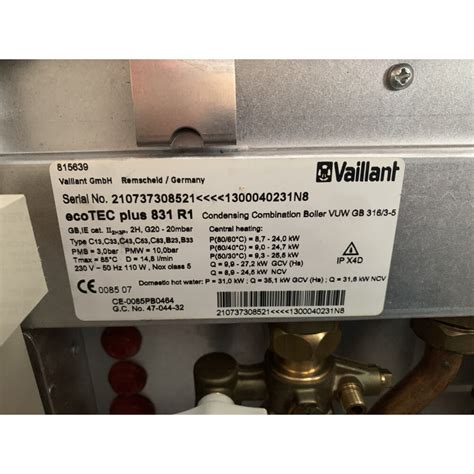 815639
Vaillant GmbH Remscheid / Germany
Vaillant
Serial No. 210737308521<<<<1300040231N8
ecoTEC plus 831 R1 Condensing Combination Boiler VUW GB 316/3-5
GB,IE cat. II2H3P, 2H, G20 - 20mbar
Type C13,C33,C43,C53,C83,B23,B33
PMS = 3,0bar PMW = 10,0bar
Tmax = 85°C D = 14,8 l/min
230 V ~ 50 Hz 110 W, Nox class 5
Central heating:
P(80/60°C) = 8,7 - 24,0 kW
P(60/40°C) = 9,0 - 24,7 kW
P(50/30°C) = 9,3 - 25,5 kW
Q = 9,9 - 27,2 kW (GCV)
Q = 8,9 - 24,5 kW NCV
IP X4D
CE 0085 07
Domestic hot water: P = 31,0 kW; Q = 35,1 kW GCV (Hs); Q = 31,6 kW NCV
CE-0085PB0464
G.C. No. 47-044-32
210737308521<<<<1300040231N8